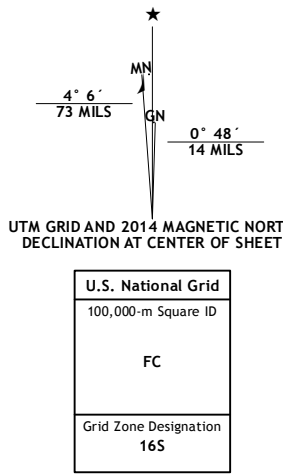 MN
GN
4° 6´
73 MILS
0° 48´
14 MILS
UTM GRID AND 2014 MAGNETIC NORT
DECLINATION AT CENTER OF SHEET
U.S. National Grid
100,000-m Square ID
FC
Grid Zone Designation
16S